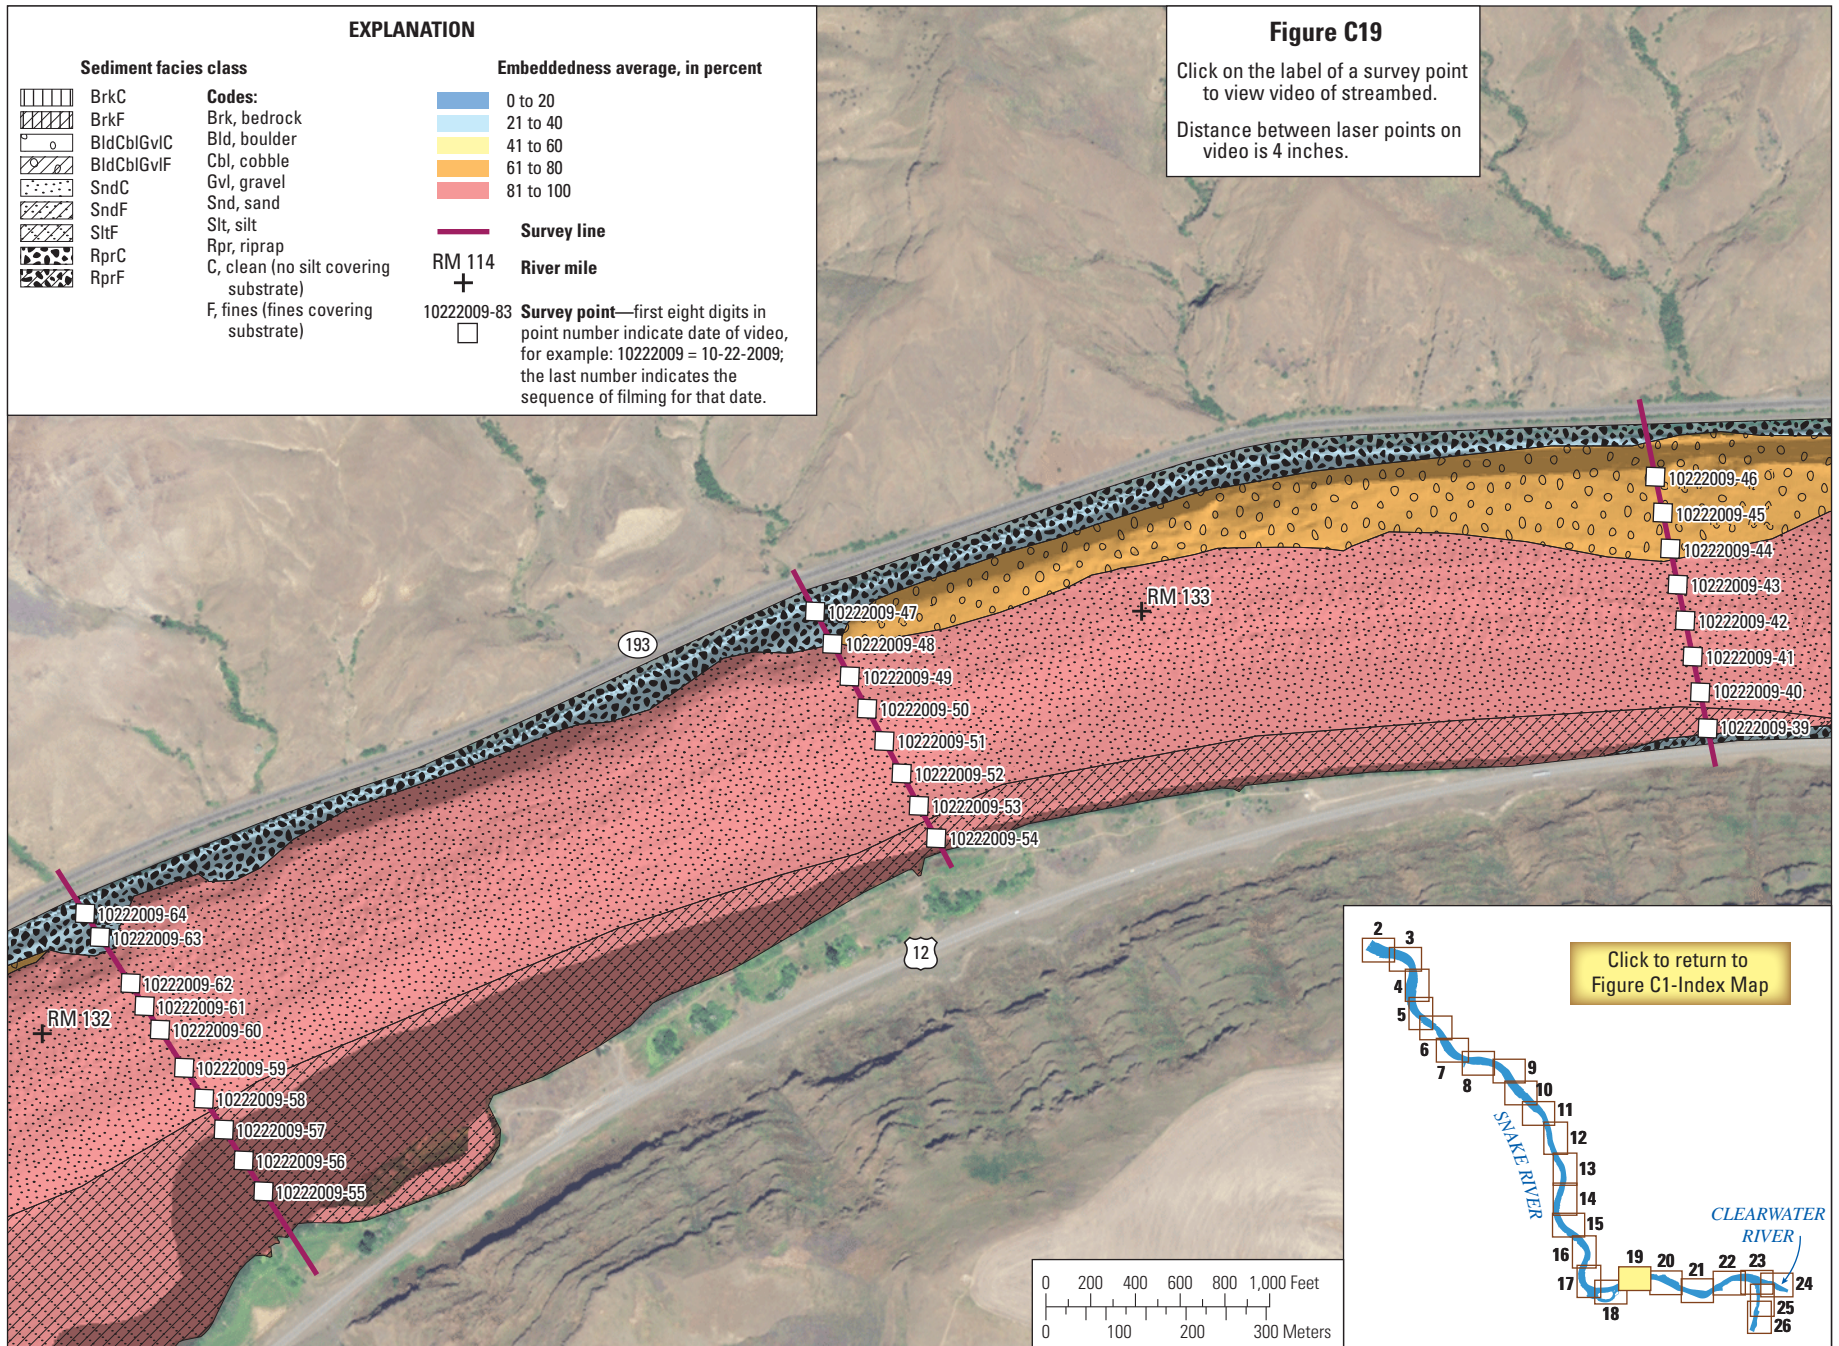 EXPLANATION
Sediment facies class
BrkC
BrkF
BldCblGvlC
BldCblGvlF
SndC
SndF
SltF
RprC
RprF
Codes:
Brk, bedrock
Bld, boulder
Cbl, cobble
Gvl, gravel
Snd, sand
Slt, silt
Rpr, riprap
C, clean (no silt covering
substrate)
F, fines (fines covering
substrate)
Embeddedness average, in percent
0 to 20
21 to 40
41 to 60
61 to 80
81 to 100
Survey line
RM 114
River mile
10222009-83
Survey point—first eight digits in
point number indicate date of video,
for example: 10222009 = 10-22-2009;
the last number indicates the
sequence of filming for that date.
Figure C19
Click on the label of a survey point
to view video of streambed.
Distance between laser points on
video is 4 inches.
10222009-46
10222009-45
10222009-44
10222009-43
10222009-42
10222009-41
10222009-40
10222009-39
RM 133
193
10222009-47
10222009-48
10222009-49
10222009-50
10222009-51
10222009-52
10222009-53
10222009-54
12
10222009-64
10222009-63
10222009-62
10222009-61
10222009-60
10222009-59
10222009-58
10222009-57
10222009-56
10222009-55
RM 132
0 200 400 600 800 1,000 Feet
0 100 200 300 Meters
Click to return to
Figure C1-Index Map
2
3
4
5
6
7
8
9
10
11
12
13
14
15
16
17
18
19
20
21
22
23
24
25
26
SNAKE RIVER
CLEARWATER
RIVER